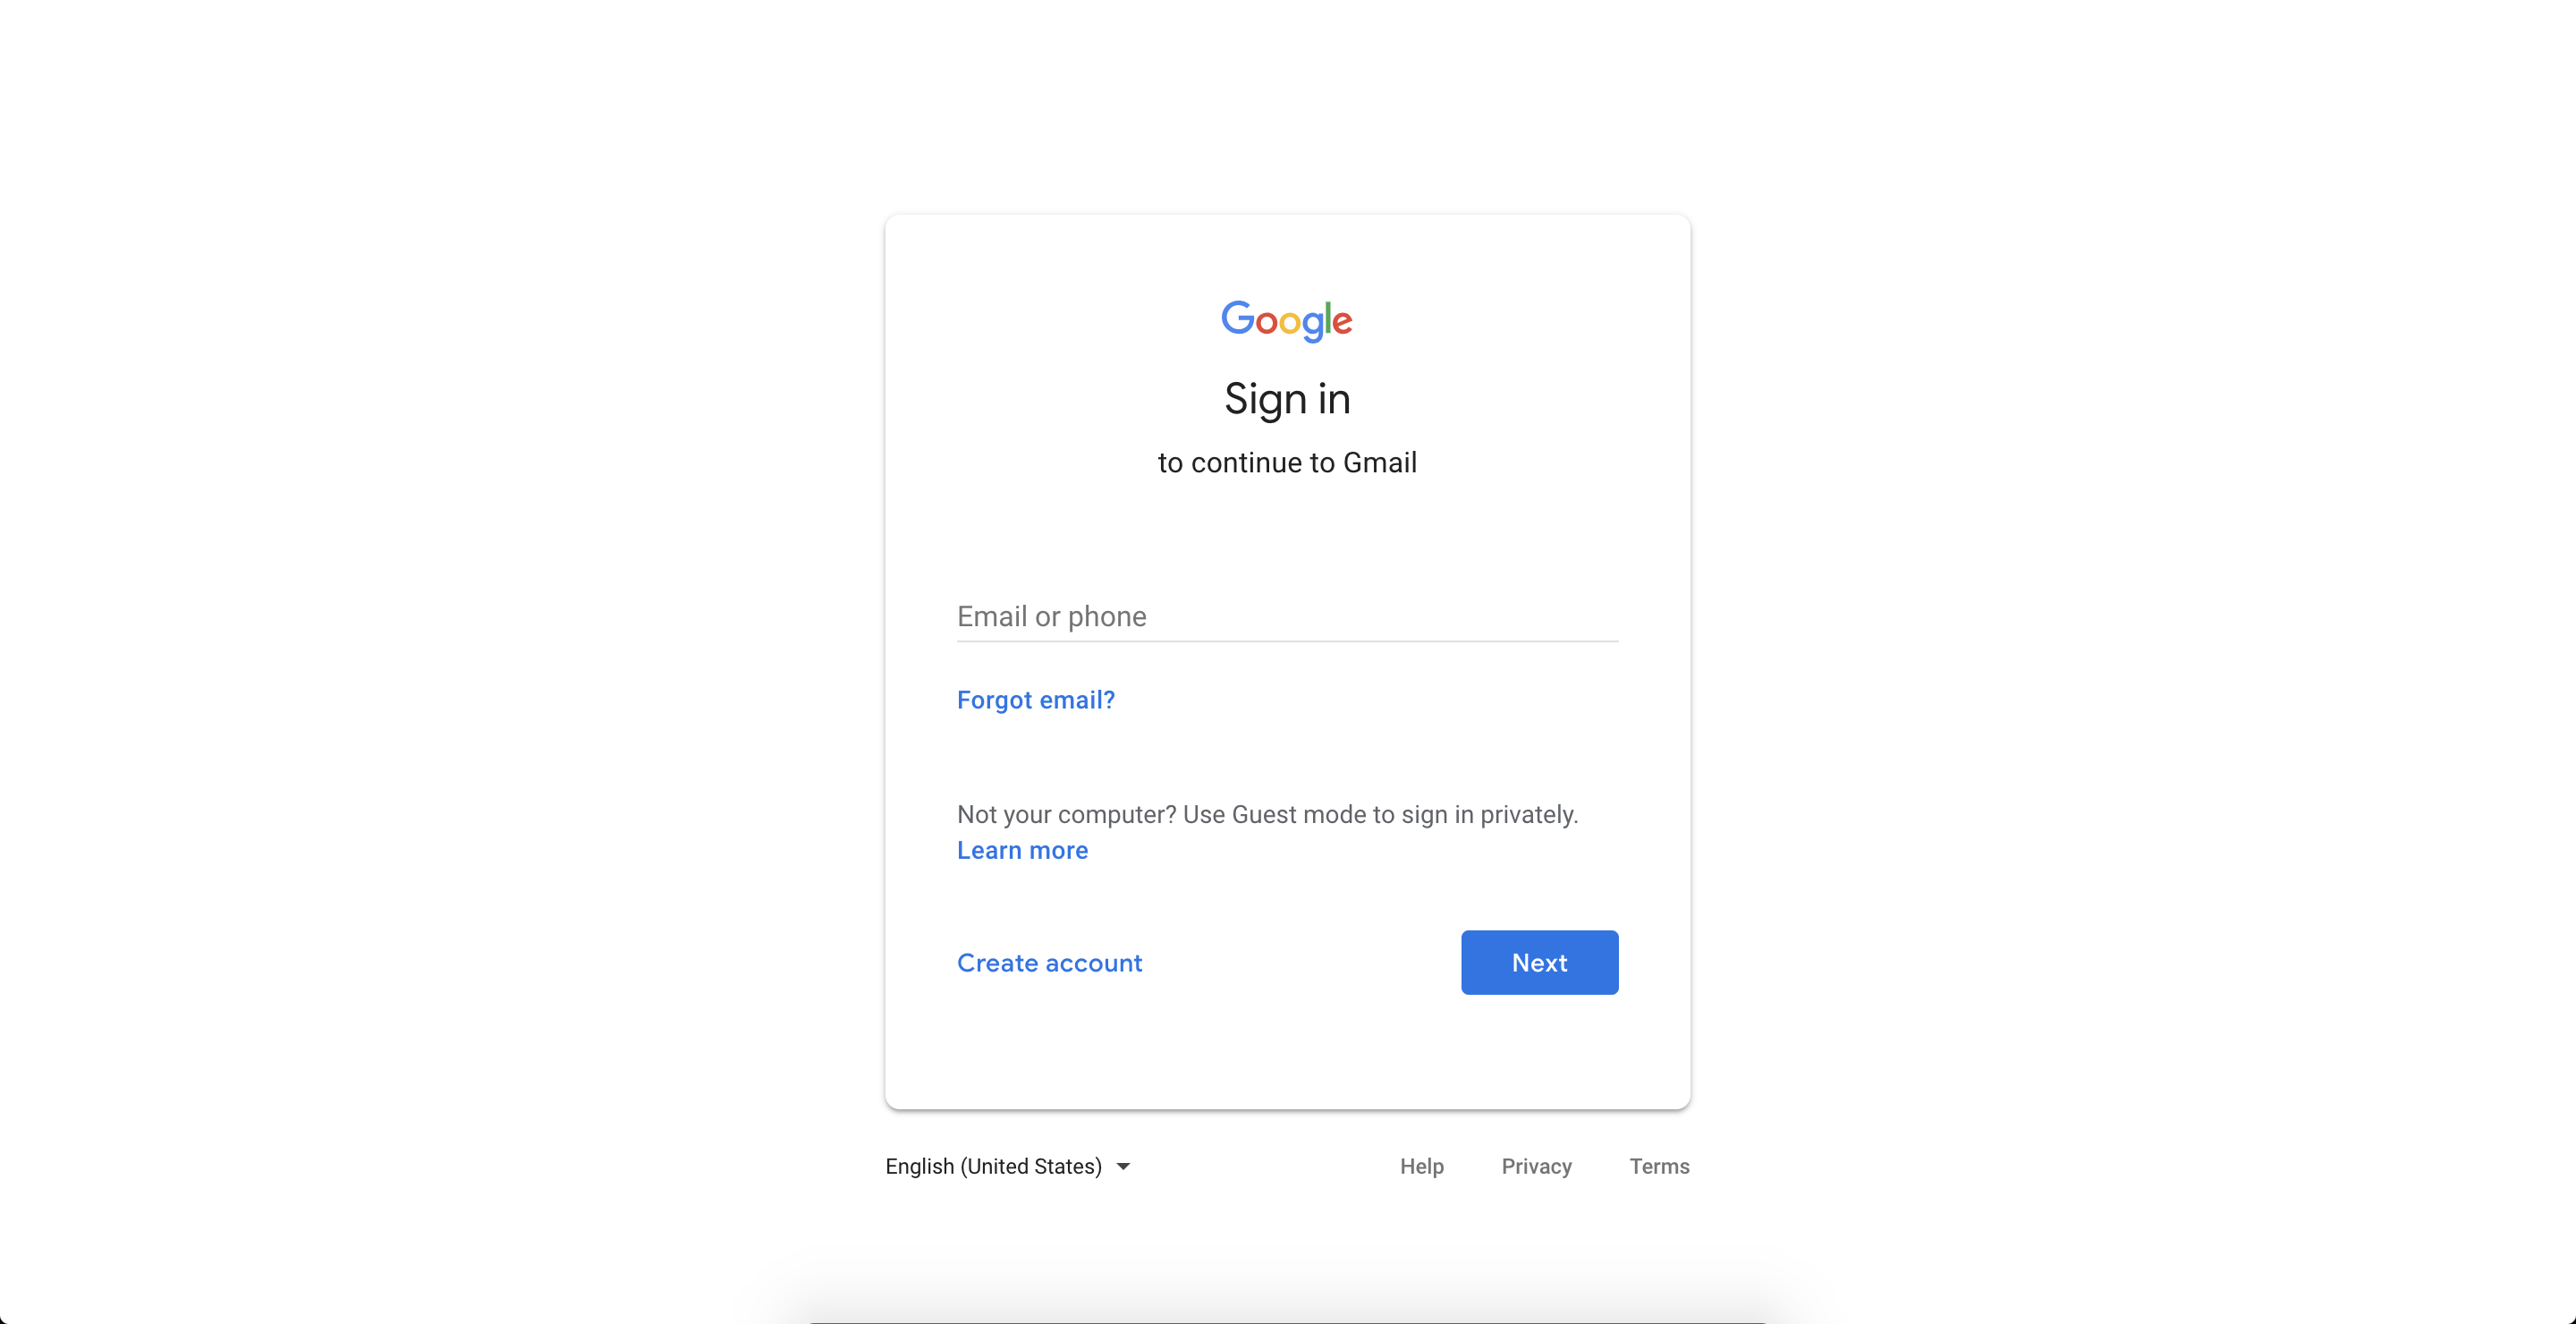 Google
Sign in
to continue to Gmail
Email or phone
Forgot email?
Not your computer? Use Guest mode to sign in privately.
Learn more
Create account
Next
English (United States)
Help
Privacy
Terms